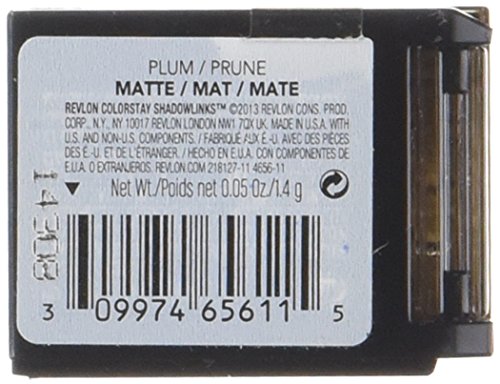 PLUM / PRUNE
MATTE / MAT / MATE
REVLON COLORSTAY SHADOWLINKS™ ©2013 REVLON CONS. PROD.
CORP., N.Y., NY 10017 REVLON LONDON NW1 7QX UK. MADE IN U.S.A. WITH
U.S. AND NON-U.S. COMPONENTS. / FABRIQUÉ AUX É.-U. AVEC DES PIÈCES
DES É.-U. ET DE L'ÉTRANGER. / HECHO EN E.U.A. CON COMPONENTES DE
E.U.A. O EXTRANJEROS. REVLON.COM 218127-11 4656-11
▼ Net Wt./Poids net 0.05 Oz./1.4 g
14308
3 09974 65611 5